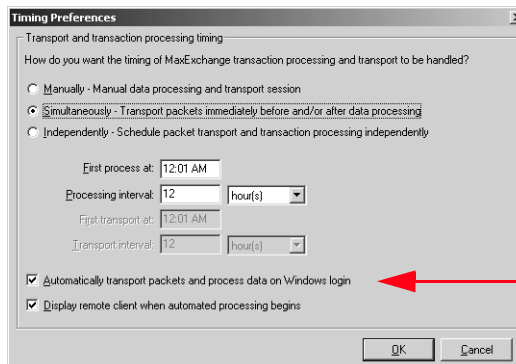 Timing Preferences
Transport and transaction processing timing
How do you want the timing of MaxExchange transaction processing and transport to be handled?
Manually - Manual data processing and transport session
Simultaneously - Transport packets immediately before and/or after data processing
Independently - Schedule packet transport and transaction processing independently
First process at: 12:01 AM
Processing interval: 12 hour(s)
First transport at: 12:01 AM
Transport interval: 12 hour(s)
Automatically transport packets and process data on Windows login
Display remote client when automated processing begins
OK Cancel